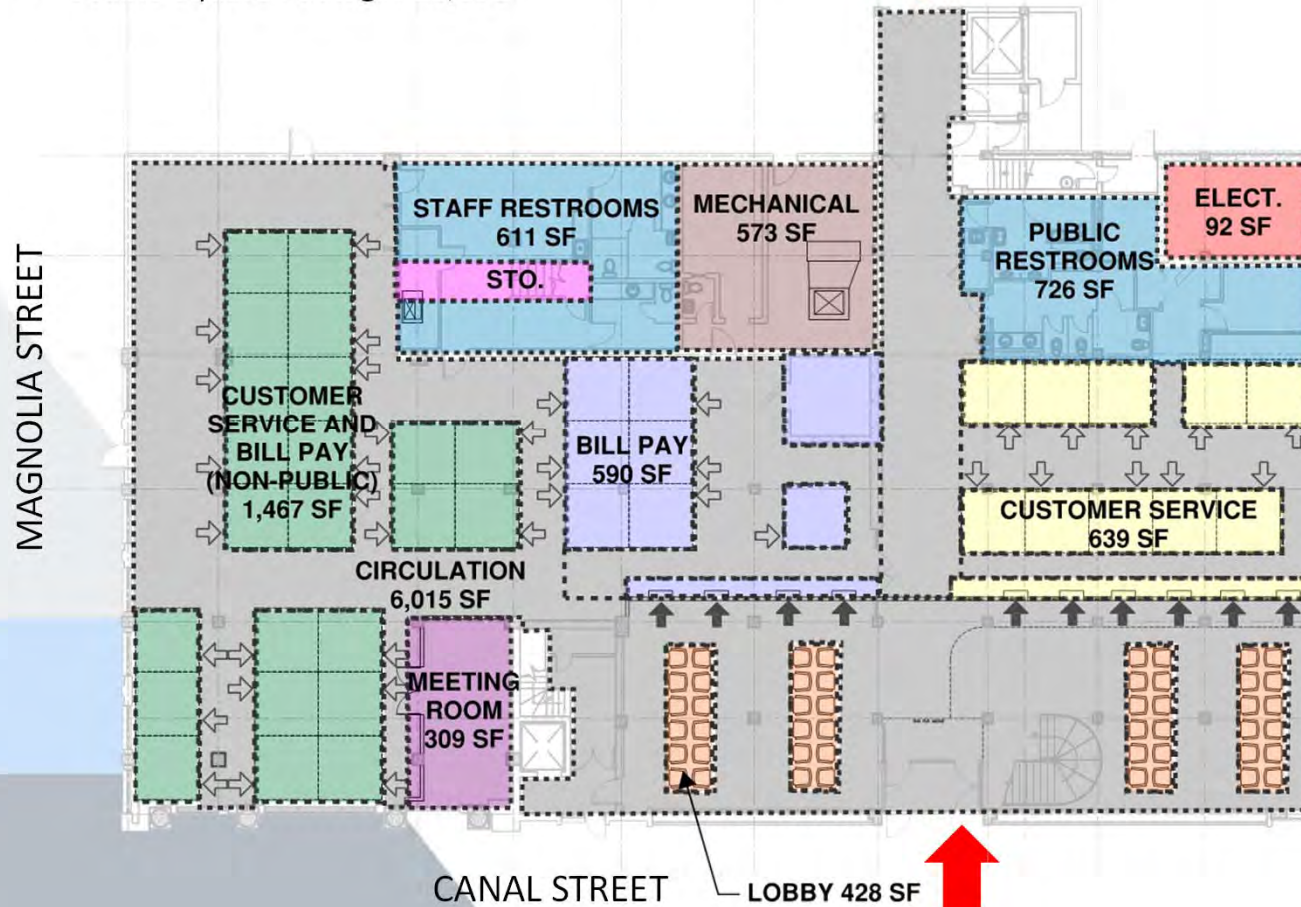 STAFF RESTROOMS
611 SF
STO.
MECHANICAL
573 SF
PUBLIC
RESTROOMS
726 SF
ELECT.
92 SF
MAGNOLIA STREET
CUSTOMER
SERVICE AND
BILL PAY
(NON-PUBLIC)
1,467 SF
BILL PAY
590 SF
CUSTOMER SERVICE
639 SF
CIRCULATION
6,015 SF
MEETING
ROOM
309 SF
CANAL STREET
LOBBY 428 SF